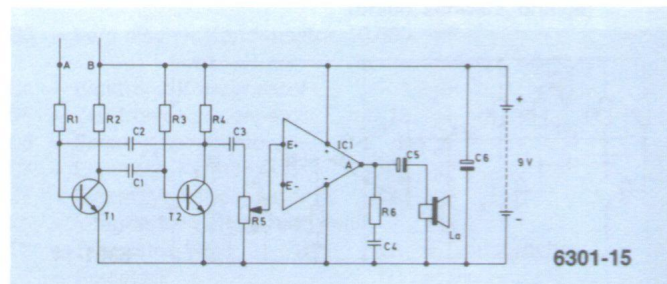 A B
R1 R2 R3 R4
C2 C3
C1
T1 T2
R5
E+
E-
IC1
+
-
A
C5
R6
C4
La
C6
+
9V
-
6301-15